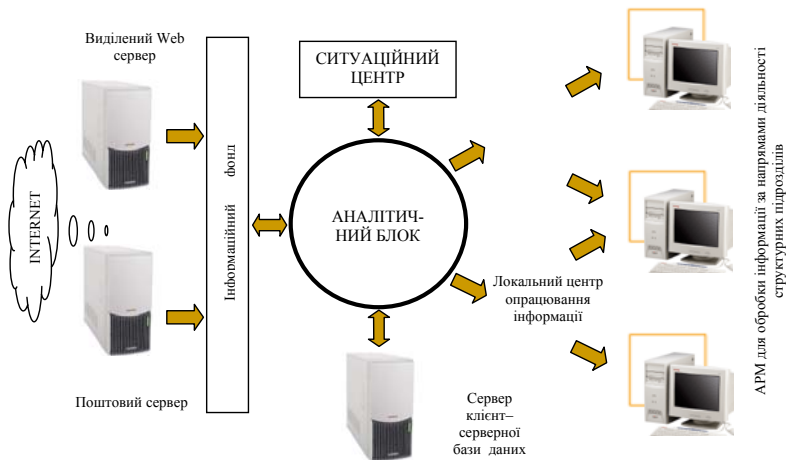 Виділений Web
сервер
INTERNET
Поштовий сервер
Інформаційний фонд
СИТУАЦІЙНИЙ
ЦЕНТР
АНАЛІТИЧ-
НИЙ БЛОК
Сервер
клієнт–
серверної
бази даних
Локальний центр
опрацювання
інформації
АРМ для обробки інформації за напрямами діяльності
структурних підрозділів